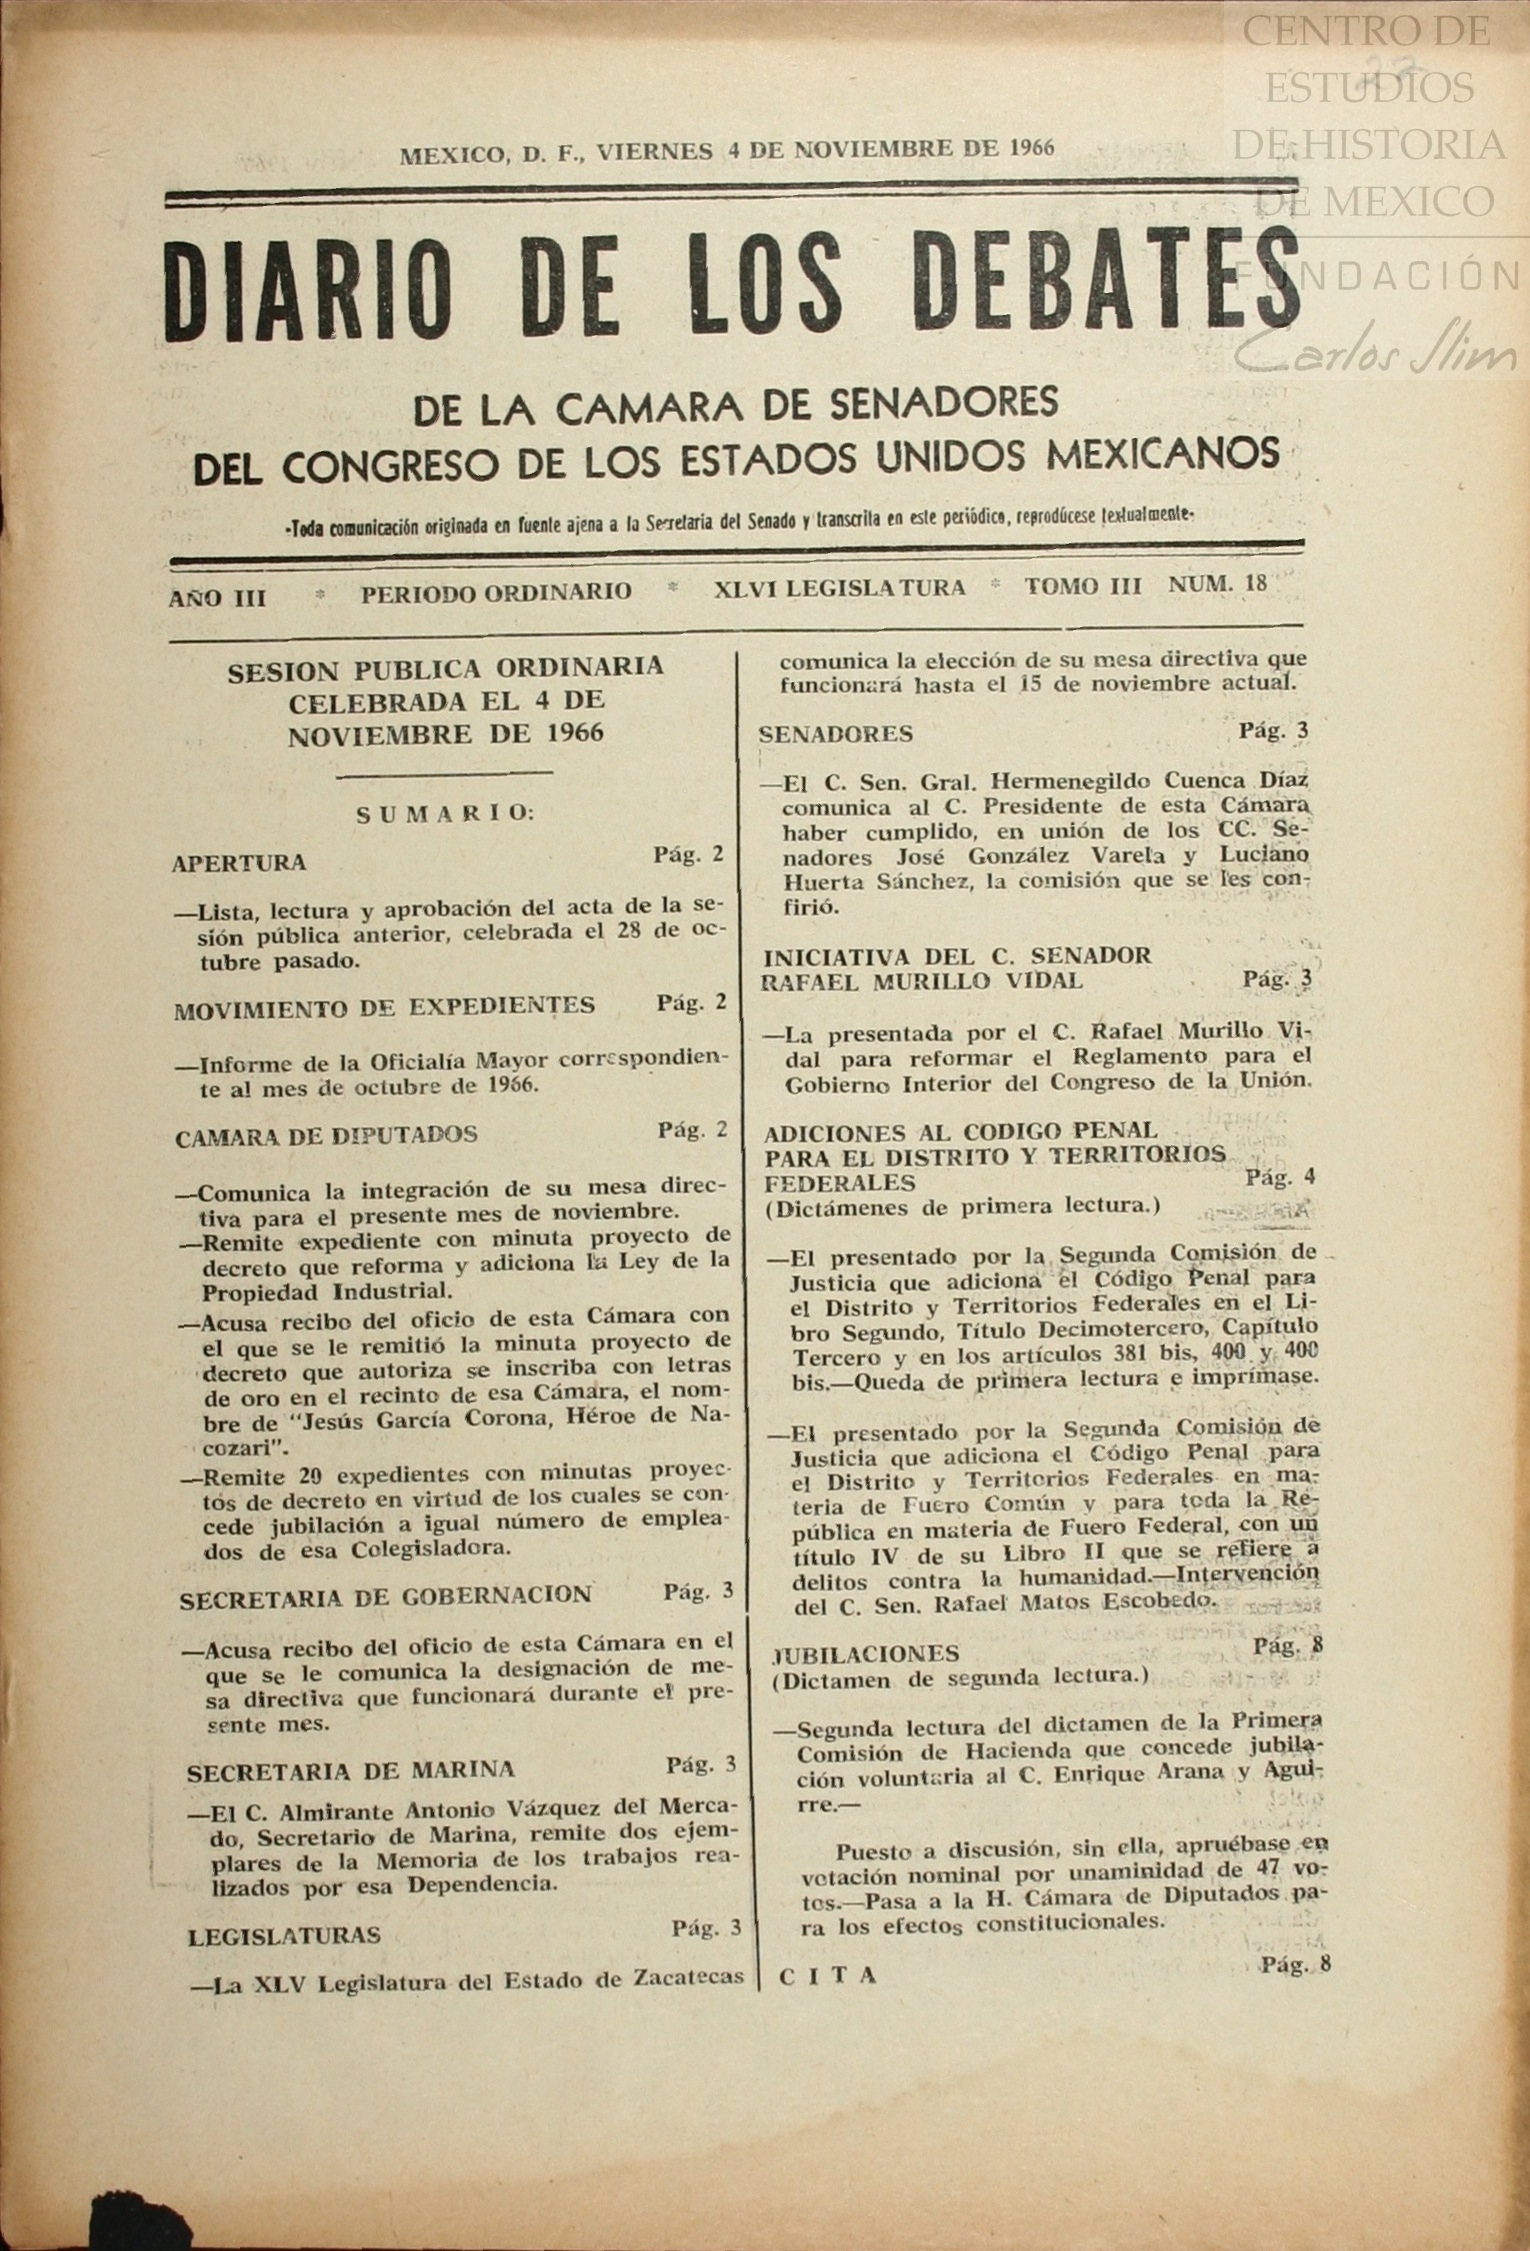 CENTRO DE
ESTUDIOS
DE HISTORIA
DE MEXICO
FUNDACIÓN
Carlos Slim
MEXICO, D. F., VIERNES 4 DE NOVIEMBRE DE 1966
DIARIO DE LOS DEBATES
DE LA CAMARA DE SENADORES
DEL CONGRESO DE LOS ESTADOS UNIDOS MEXICANOS
-Toda comunicación originada en fuente ajena a la Secretaria del Senado y transcrita en este periódico, reprodúcese textualmente-
AÑO III * PERIODO ORDINARIO * XLVI LEGISLATURA * TOMO III NUM. 18
SESION PUBLICA ORDINARIA
CELEBRADA EL 4 DE
NOVIEMBRE DE 1966
S U M A R I O:
APERTURA Pág. 2
—Lista, lectura y aprobación del acta de la se-
sión pública anterior, celebrada el 28 de oc-
tubre pasado.
MOVIMIENTO DE EXPEDIENTES Pág. 2
—Informe de la Oficialía Mayor correspondien-
te al mes de octubre de 1966.
CAMARA DE DIPUTADOS Pág. 2
—Comunica la integración de su mesa direc-
tiva para el presente mes de noviembre.
—Remite expediente con minuta proyecto de
decreto que reforma y adiciona la Ley de la
Propiedad Industrial.
—Acusa recibo del oficio de esta Cámara con
el que se le remitió la minuta proyecto de
decreto que autoriza se inscriba con letras
de oro en el recinto de esa Cámara, el nom-
bre de "Jesús García Corona, Héroe de Na-
cozari".
—Remite 20 expedientes con minutas proyec-
tos de decreto en virtud de los cuales se con-
cede jubilación a igual número de emplea-
dos de esa Colegisladora.
SECRETARIA DE GOBERNACION Pág. 3
—Acusa recibo del oficio de esta Cámara en el
que se le comunica la designación de me-
sa directiva que funcionará durante el pre-
sente mes.
SECRETARIA DE MARINA Pág. 3
—El C. Almirante Antonio Vázquez del Merca-
do, Secretario de Marina, remite dos ejem-
plares de la Memoria de los trabajos rea-
lizados por esa Dependencia.
LEGISLATURAS Pág. 3
—La XLV Legislatura del Estado de Zacatecas
comunica la elección de su mesa directiva que
funcionará hasta el 15 de noviembre actual.
SENADORES Pág. 3
—El C. Sen. Gral. Hermenegildo Cuenca Díaz
comunica al C. Presidente de esta Cámara
haber cumplido, en unión de los CC. Se-
nadores José González Varela y Luciano
Huerta Sánchez, la comisión que se les con-
firió.
INICIATIVA DEL C. SENADOR
RAFAEL MURILLO VIDAL Pág. 3
—La presentada por el C. Rafael Murillo Vi-
dal para reformar el Reglamento para el
Gobierno Interior del Congreso de la Unión.
ADICIONES AL CODIGO PENAL
PARA EL DISTRITO Y TERRITORIOS
FEDERALES Pág. 4
(Dictámenes de primera lectura.)
—El presentado por la Segunda Comisión de
Justicia que adiciona el Código Penal para
el Distrito y Territorios Federales en el Li-
bro Segundo, Título Decimotercero, Capítulo
Tercero y en los artículos 381 bis, 400 y 400
bis.—Queda de primera lectura e imprímase.
—El presentado por la Segunda Comisión de
Justicia que adiciona el Código Penal para
el Distrito y Territorios Federales en ma-
teria de Fuero Común y para toda la Re-
pública en materia de Fuero Federal, con un
título IV de su Libro II que se refiere a
delitos contra la humanidad.—Intervención
del C. Sen. Rafael Matos Escobedo.
JUBILACIONES Pág. 8
(Dictamen de segunda lectura.)
—Segunda lectura del dictamen de la Primera
Comisión de Hacienda que concede jubila-
ción voluntaria al C. Enrique Arana y Agui-
rre.—
Puesto a discusión, sin ella, apruébase en
votación nominal por unaminidad de 47 vo-
tos.—Pasa a la H. Cámara de Diputados pa-
ra los efectos constitucionales.
C I T A Pág. 8